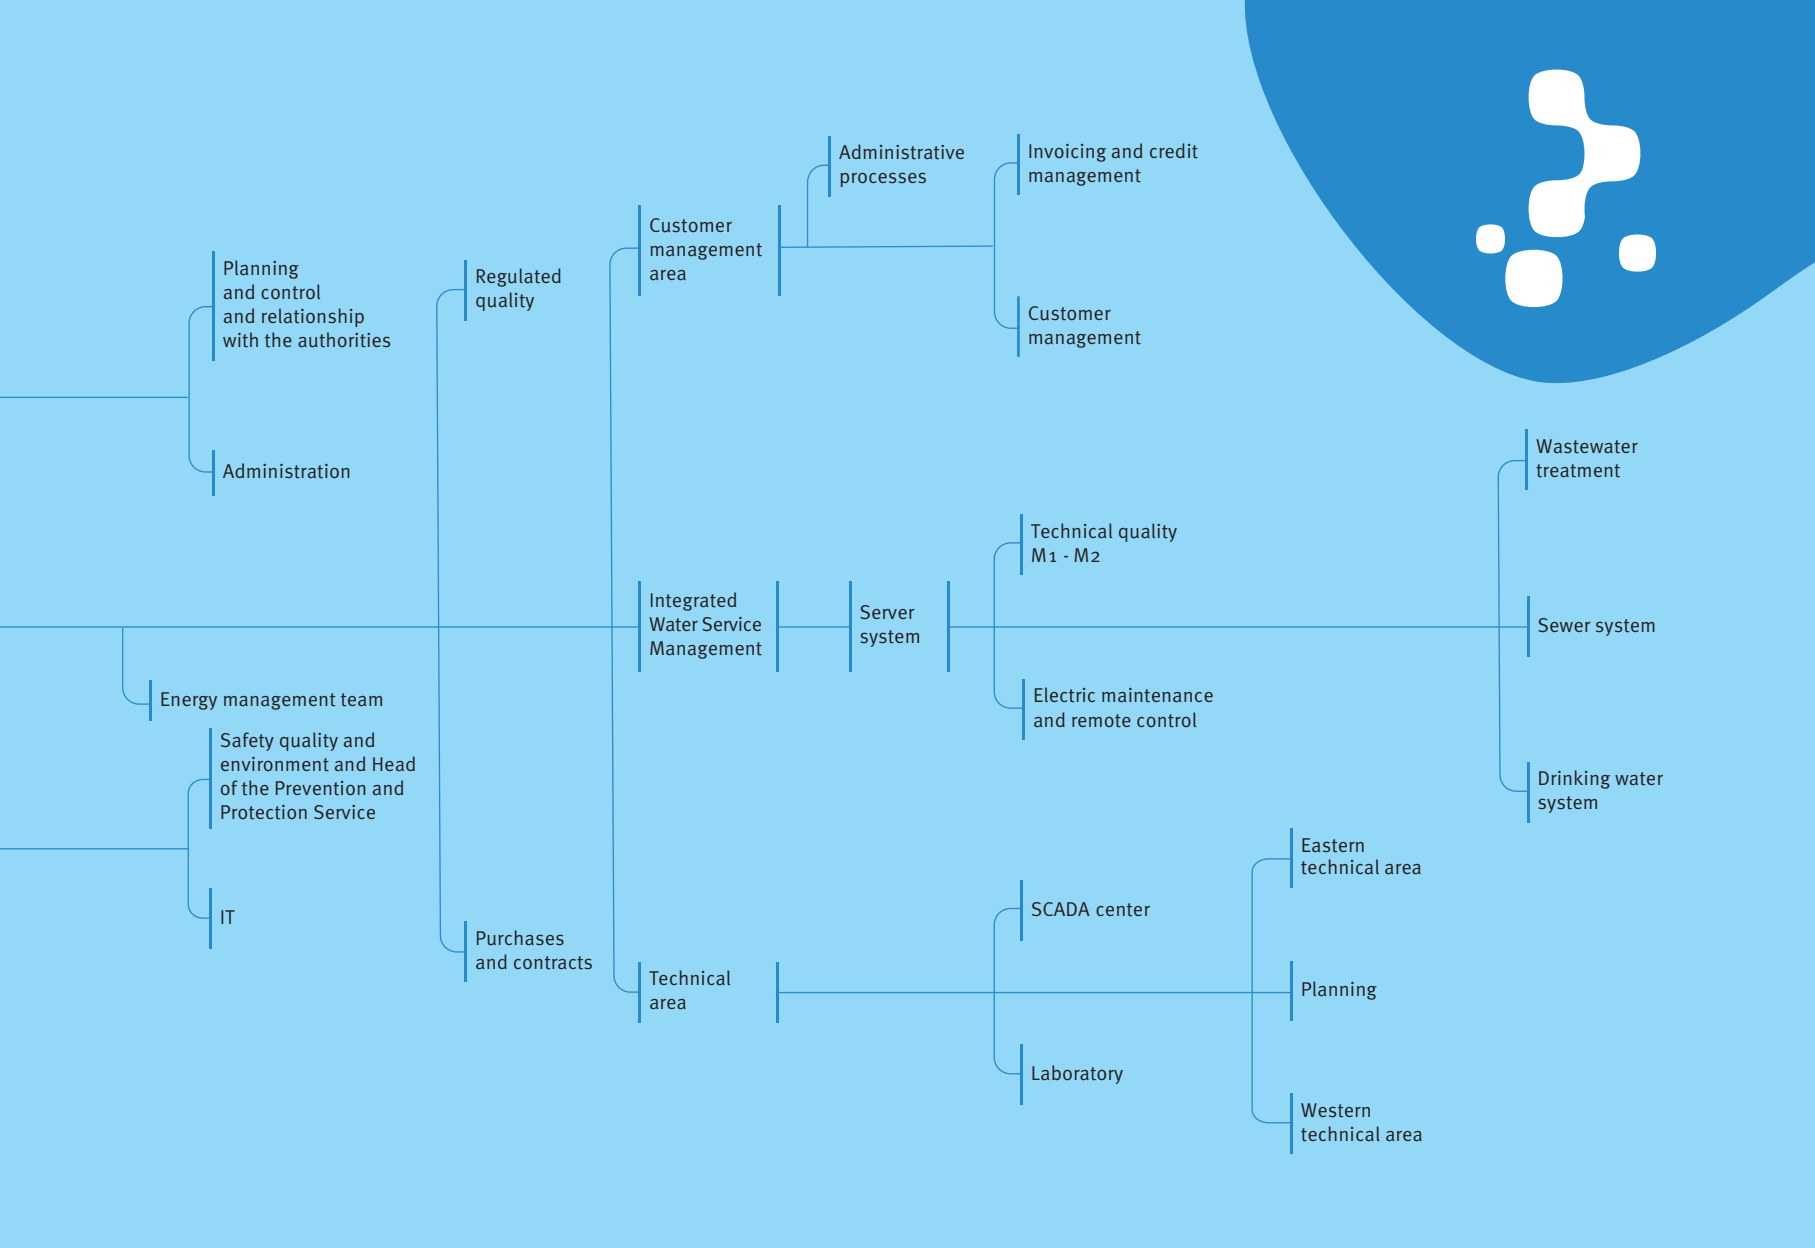 Planning
and control
and relationship
with the authorities
Administration
Energy management team
Safety quality and
environment and Head
of the Prevention and
Protection Service
IT
Regulated
quality
Purchases
and contracts
Customer
management
area
Administrative
processes
Invoicing and credit
management
Customer
management
Integrated
Water Service
Management
Server
system
Technical quality
M1 - M2
Electric maintenance
and remote control
Wastewater
treatment
Sewer system
Drinking water
system
Technical
area
SCADA center
Laboratory
Eastern
technical area
Planning
Western
technical area